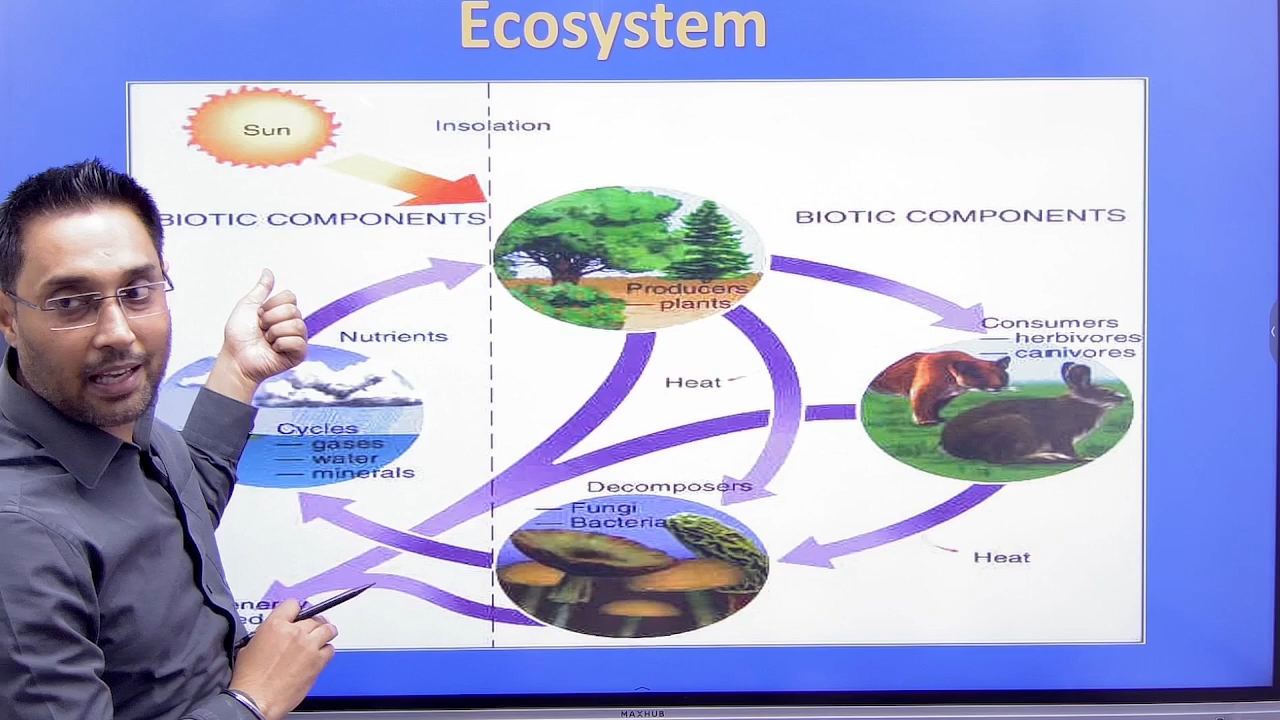 Ecosystem
Sun
Insolation
BIOTIC COMPONENTS
BIOTIC COMPONENTS
Producers
— plants
Nutrients
Consumers
— herbivores
— carnivores
Heat
Cycles
— gases
— water
— minerals
Decomposers
— Fungi
— Bacteria
Heat
MAXHUB